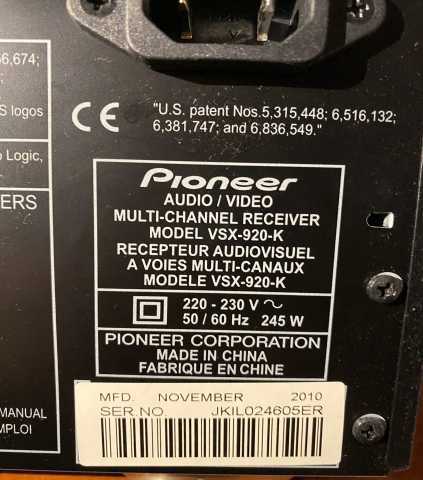 6,674;
S logos
Logic,
ERS
MANUAL
EMPLOI
CE
"U.S. patent Nos.5,315,448; 6,516,132;
6,381,747; and 6,836,549."
Pioneer
AUDIO / VIDEO
MULTI-CHANNEL RECEIVER
MODEL VSX-920-K
RECEPTEUR AUDIOVISUEL
A VOIES MULTI-CANAUX
MODELE VSX-920-K
220 - 230 V ~
50 / 60 Hz 245 W
PIONEER CORPORATION
MADE IN CHINA
FABRIQUE EN CHINE
MFD. NOVEMBER 2010
SER.NO. JKIL024605ER